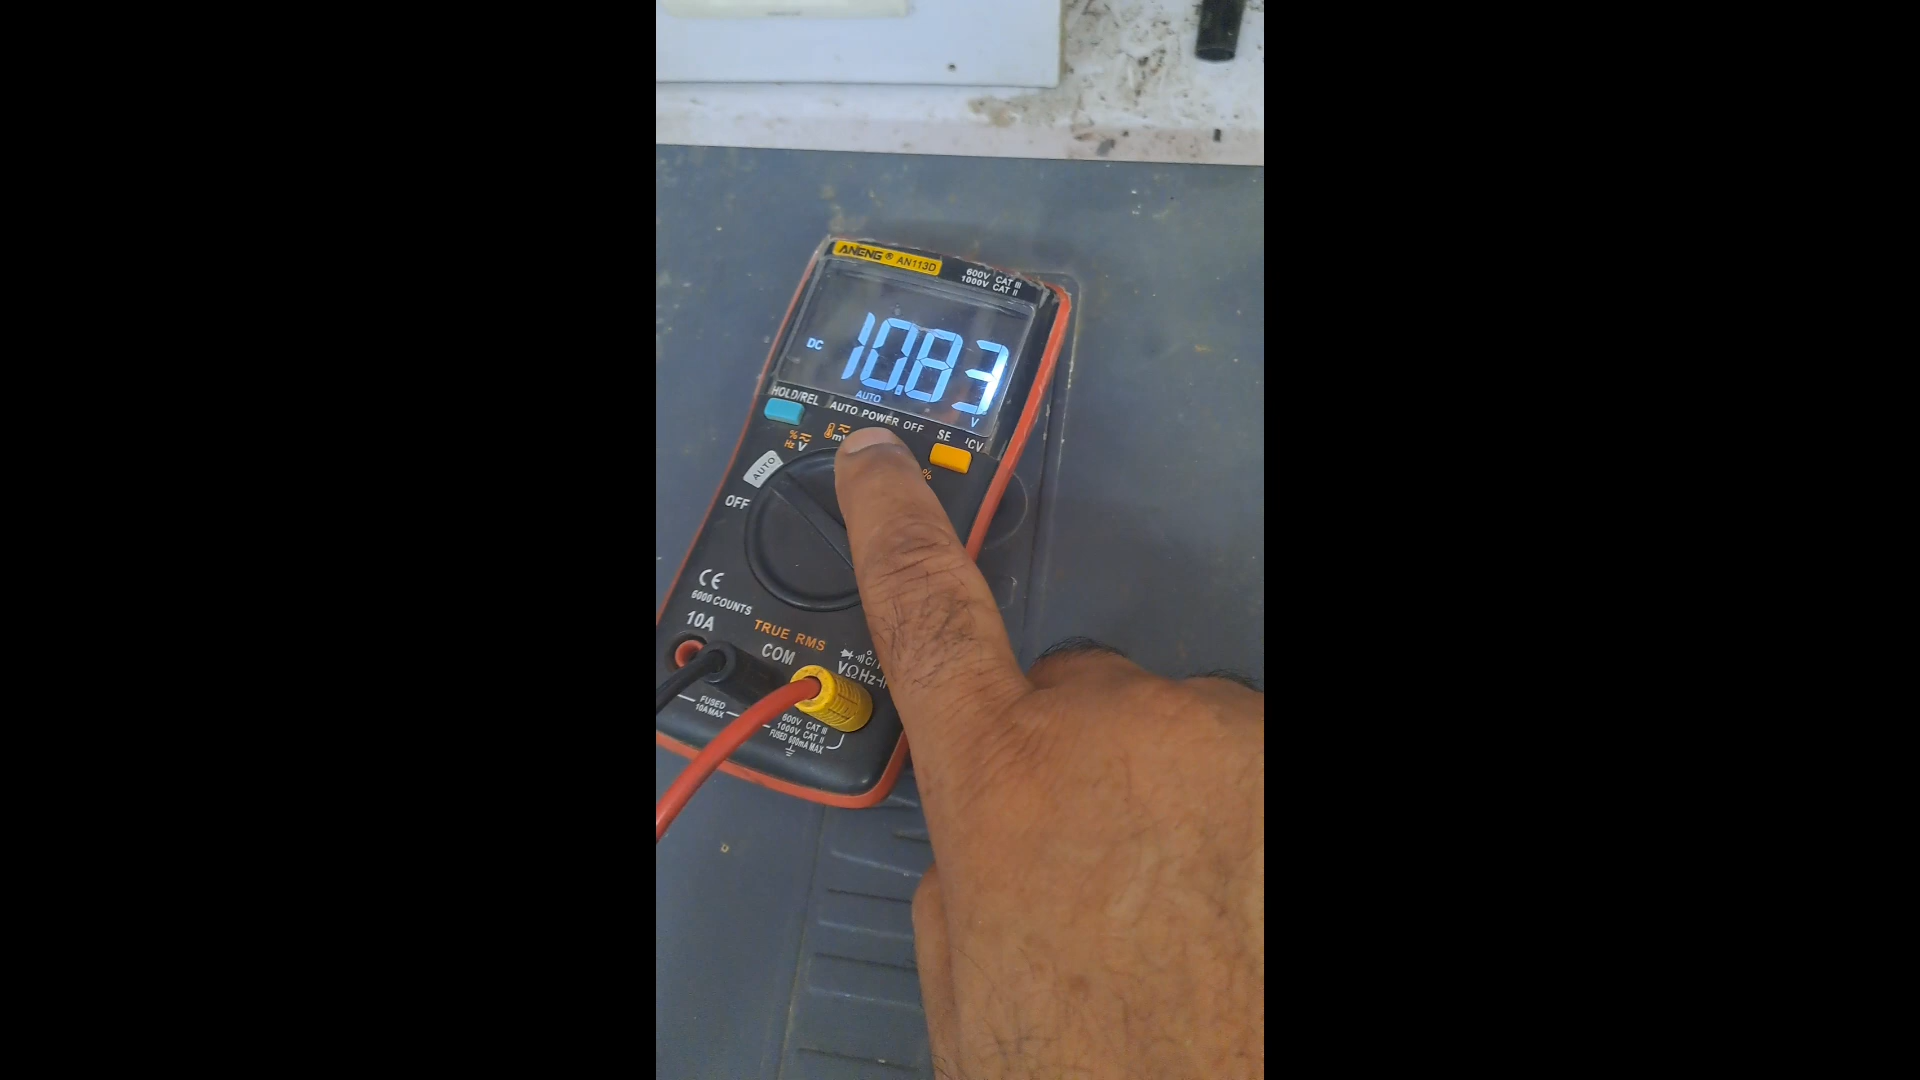 ANENG® AN113D
600V CAT III
1000V CAT II
DC 10.83
AUTO
V
HOLD/REL AUTO POWER OFF SE NCV
% Hz V
m
%
AUTO
OFF
CE
6000 COUNTS
10A
TRUE RMS
COM
VΩHz
FUSED
10A MAX
600V CAT III
1000V CAT II
FUSED 600mA MAX